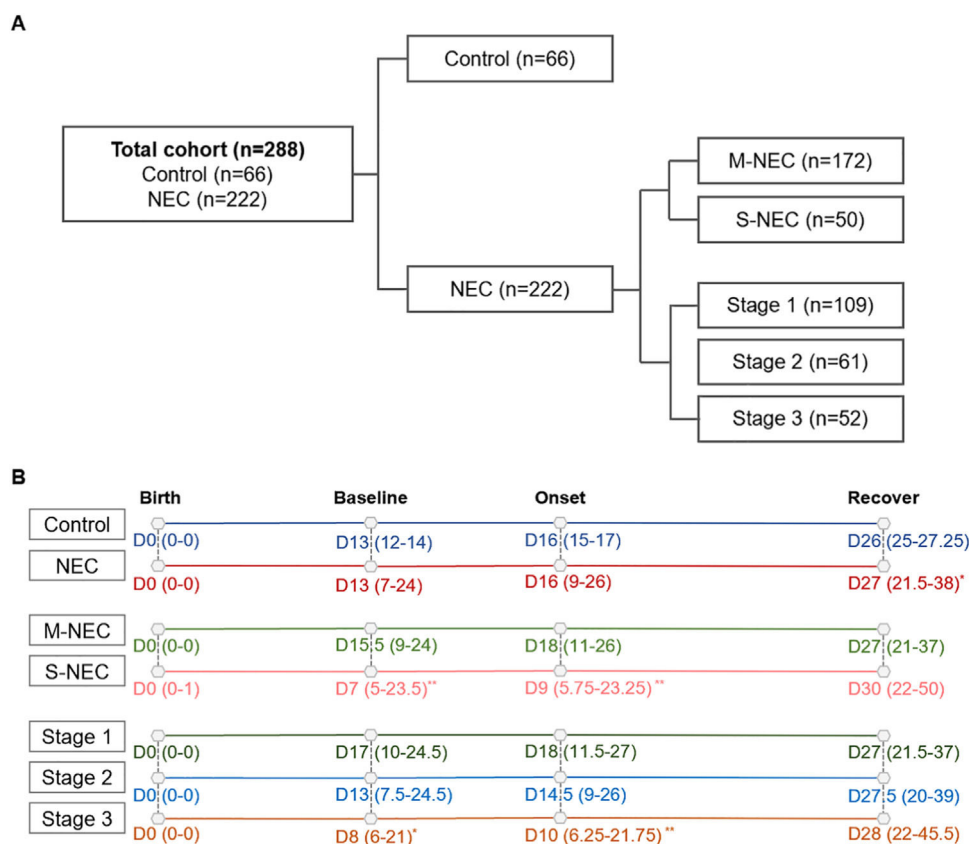 A
Control (n=66)
Total cohort (n=288)
Control (n=66)
NEC (n=222)
M-NEC (n=172)
S-NEC (n=50)
NEC (n=222)
Stage 1 (n=109)
Stage 2 (n=61)
Stage 3 (n=52)
B
Birth Baseline Onset Recover
Control
D0 (0-0) D13 (12-14) D16 (15-17) D26 (25-27.25)
NEC
D0 (0-0) D13 (7-24) D16 (9-26) D27 (21.5-38)*
M-NEC
D0 (0-0) D15.5 (9-24) D18 (11-26) D27 (21-37)
S-NEC
D0 (0-1) D7 (5-23.5)** D9 (5.75-23.25)** D30 (22-50)
Stage 1
D0 (0-0) D17 (10-24.5) D18 (11.5-27) D27 (21.5-37)
Stage 2
D0 (0-0) D13 (7.5-24.5) D14.5 (9-26) D27.5 (20-39)
Stage 3
D0 (0-0) D8 (6-21)* D10 (6.25-21.75)** D28 (22-45.5)